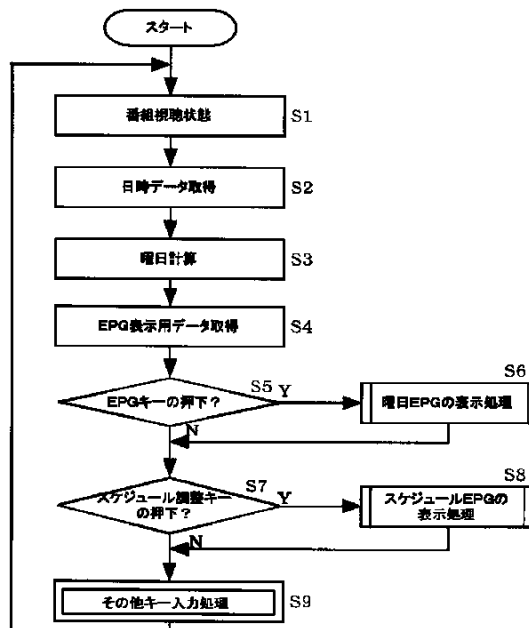 スタート
番組視聴状態
S1
日時データ取得
S2
曜日計算
S3
EPG表示用データ取得
S4
EPGキーの押下?
S5
Y
曜日EPGの表示処理
S6
N
スケジュール調整キー
の押下?
S7
Y
スケジュールEPGの
表示処理
S8
N
その他キー入力処理
S9